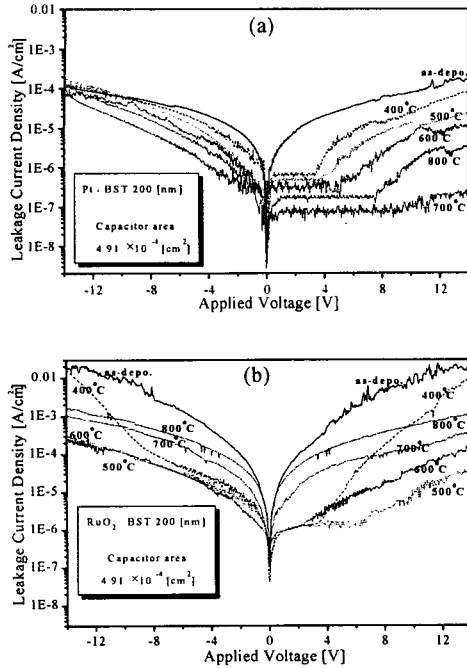 (a)
Leakage Current Density [A/cm²]
0.01
1E-3
1E-4
1E-5
1E-6
1E-7
1E-8
as-depo.
400°C
500°C
600°C
800°C
700°C
Pt - BST 200 [nm]
Capacitor area
4.91 ×10⁻⁴ [cm²]
-12 -8 -4 0 4 8 12
Applied Voltage [V]
(b)
Leakage Current Density [A/cm²]
0.01
1E-3
1E-4
1E-5
1E-6
1E-7
1E-8
as-depo.
400°C
800°C
700°C
600°C
500°C
as-depo.
400°C
800°C
700°C
600°C
500°C
RuO₂ BST 200 [nm]
Capacitor area
4.91 ×10⁻⁴ [cm²]
-12 -8 -4 0 4 8 12
Applied Voltage [V]